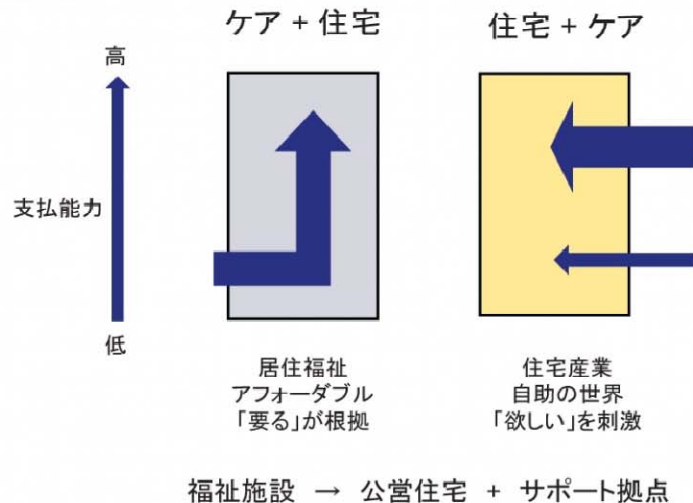 ケア + 住宅
住宅 + ケア
高
支払能力
低
居住福祉
アフォーダブル
「要る」が根拠
住宅産業
自助の世界
「欲しい」を刺激
福祉施設 → 公営住宅 + サポート拠点